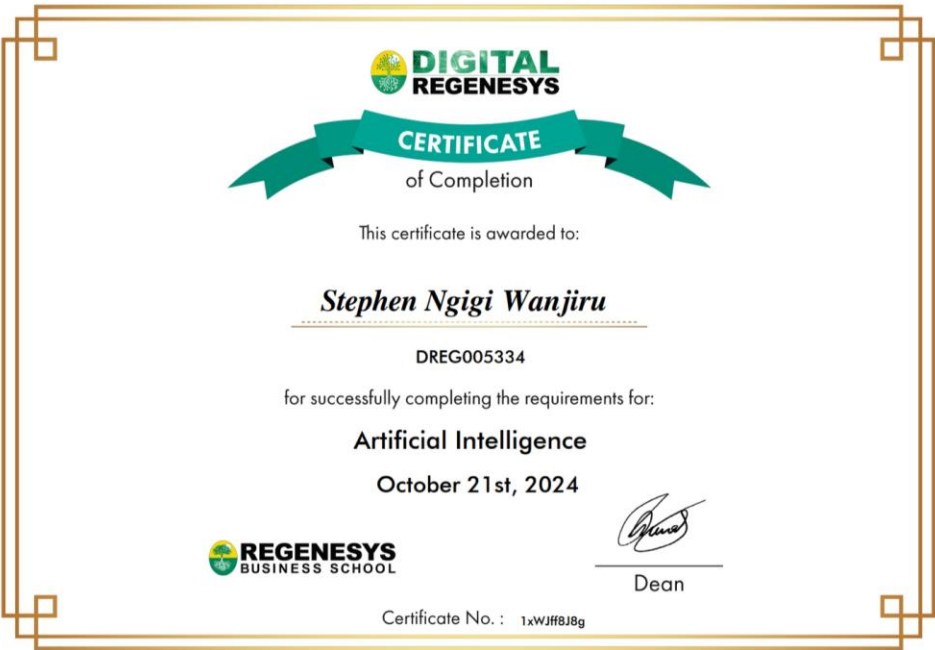 DIGITAL
REGENESYS
CERTIFICATE
of Completion
This certificate is awarded to:
Stephen Ngigi Wanjiru
DREG005334
for successfully completing the requirements for:
Artificial Intelligence
October 21st, 2024
REGENESYS
BUSINESS SCHOOL
Dean
Certificate No. : 1xWJff8J8g